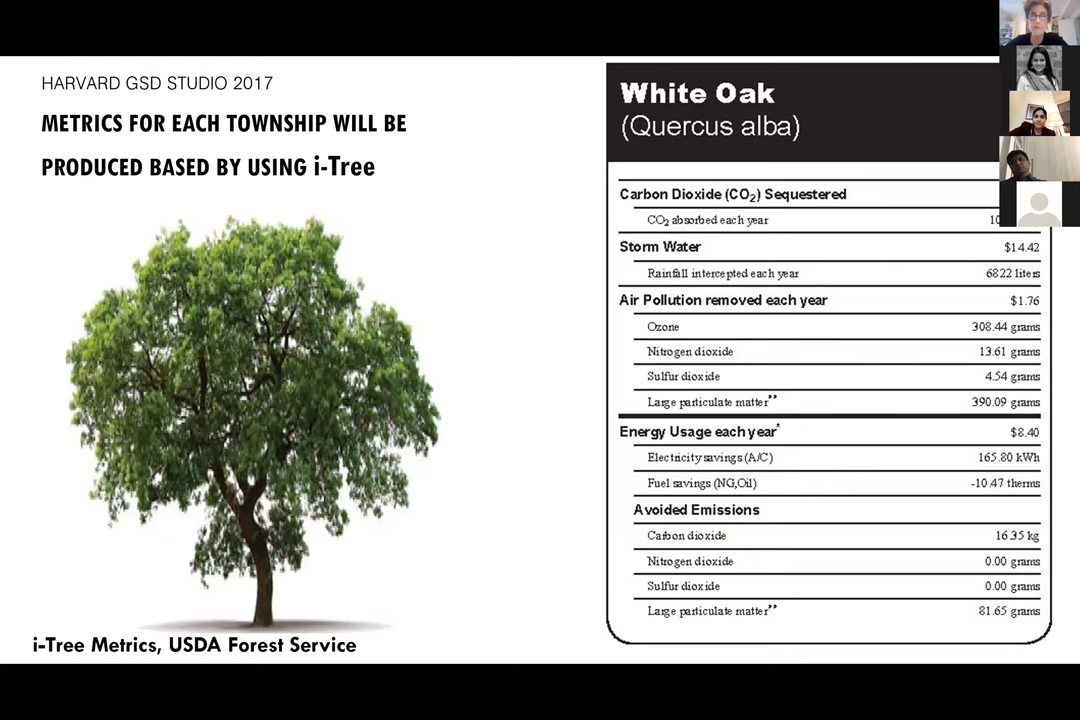 HARVARD GSD STUDIO 2017
METRICS FOR EACH TOWNSHIP WILL BE
PRODUCED BASED BY USING i-Tree
i-Tree Metrics, USDA Forest Service
White Oak
(Quercus alba)
Carbon Dioxide (CO₂) Sequestered
CO₂ absorbed each year
Storm Water $14.42
Rainfall intercepted each year 6822 liters
Air Pollution removed each year $1.76
Ozone 308.44 grams
Nitrogen dioxide 13.61 grams
Sulfur dioxide 4.54 grams
Large particulate matter** 390.09 grams
Energy Usage each year* $8.40
Electricity savings (A/C) 165.80 kWh
Fuel savings (NG,Oil) -10.47 therms
Avoided Emissions
Carbon dioxide 16.35 kg
Nitrogen dioxide 0.00 grams
Sulfur dioxide 0.00 grams
Large particulate matter** 81.65 grams